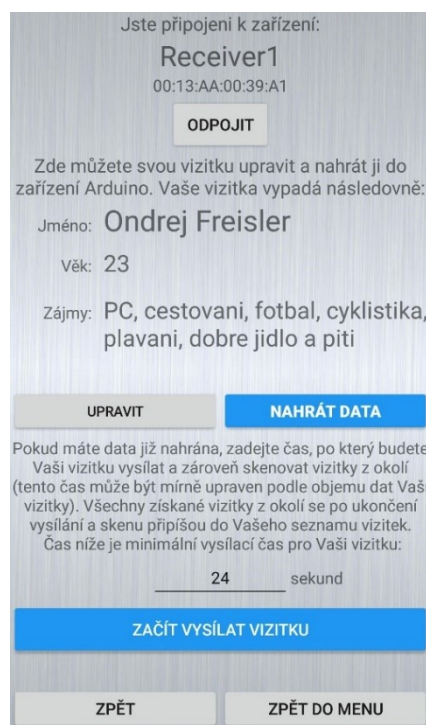 Jste připojeni k zařízení:
Receiver1
00:13:AA:00:39:A1
ODPOJIT
Zde můžete svou vizitku upravit a nahrát ji do
zařízení Arduino. Vaše vizitka vypadá následovně:
Jméno: Ondrej Freisler
Věk: 23
Zájmy: PC, cestovani, fotbal, cyklistika,
plavani, dobre jidlo a piti
UPRAVIT NAHRÁT DATA
Pokud máte data již nahrána, zadejte čas, po který budete
Vaši vizitku vysílat a zároveň skenovat vizitky z okolí
(tento čas může být mírně upraven podle objemu dat Vaší
vizitky). Všechny získané vizitky z okolí se po ukončení
vysílání a skenu připíšou do Vašeho seznamu vizitek.
Čas níže je minimální vysílací čas pro Vaši vizitku:
24 sekund
ZAČÍT VYSÍLAT VIZITKU
ZPĚT ZPĚT DO MENU